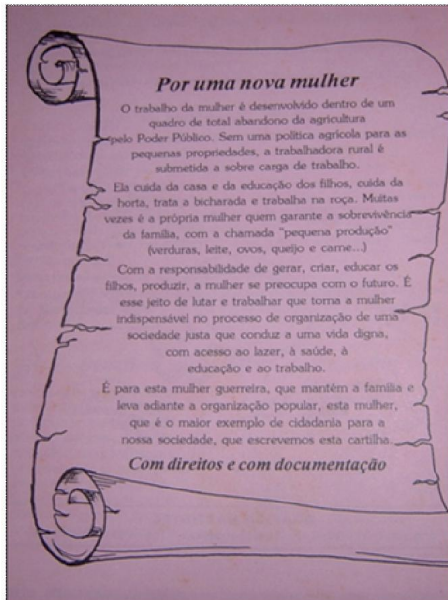 Por uma nova mulher
O trabalho da mulher é desenvolvido dentro de um
quadro de total abandono da agricultura
pelo Poder Público. Sem uma política agrícola para as
pequenas propriedades, a trabalhadora rural é
submetida a sobre carga de trabalho.
Ela cuida da casa e da educação dos filhos, cuida da
horta, trata a bicharada e trabalha na roça. Muitas
vezes é a própria mulher quem garante a sobrevivência
da família, com a chamada "pequena produção"
(verduras, leite, ovos, queijo e carne...)
Com a responsabilidade de gerar, criar, educar os
filhos, produzir, a mulher se preocupa com o futuro. É
esse jeito de lutar e trabalhar que torna a mulher
indispensável no processo de organização de uma
sociedade justa que conduz a uma vida digna,
com acesso ao lazer, à saúde, à
educação e ao trabalho.
É para esta mulher guerreira, que mantém a família e
leva adiante a organização popular, esta mulher,
que é o maior exemplo de cidadania para a
nossa sociedade, que escrevemos esta cartilha.
Com direitos e com documentação